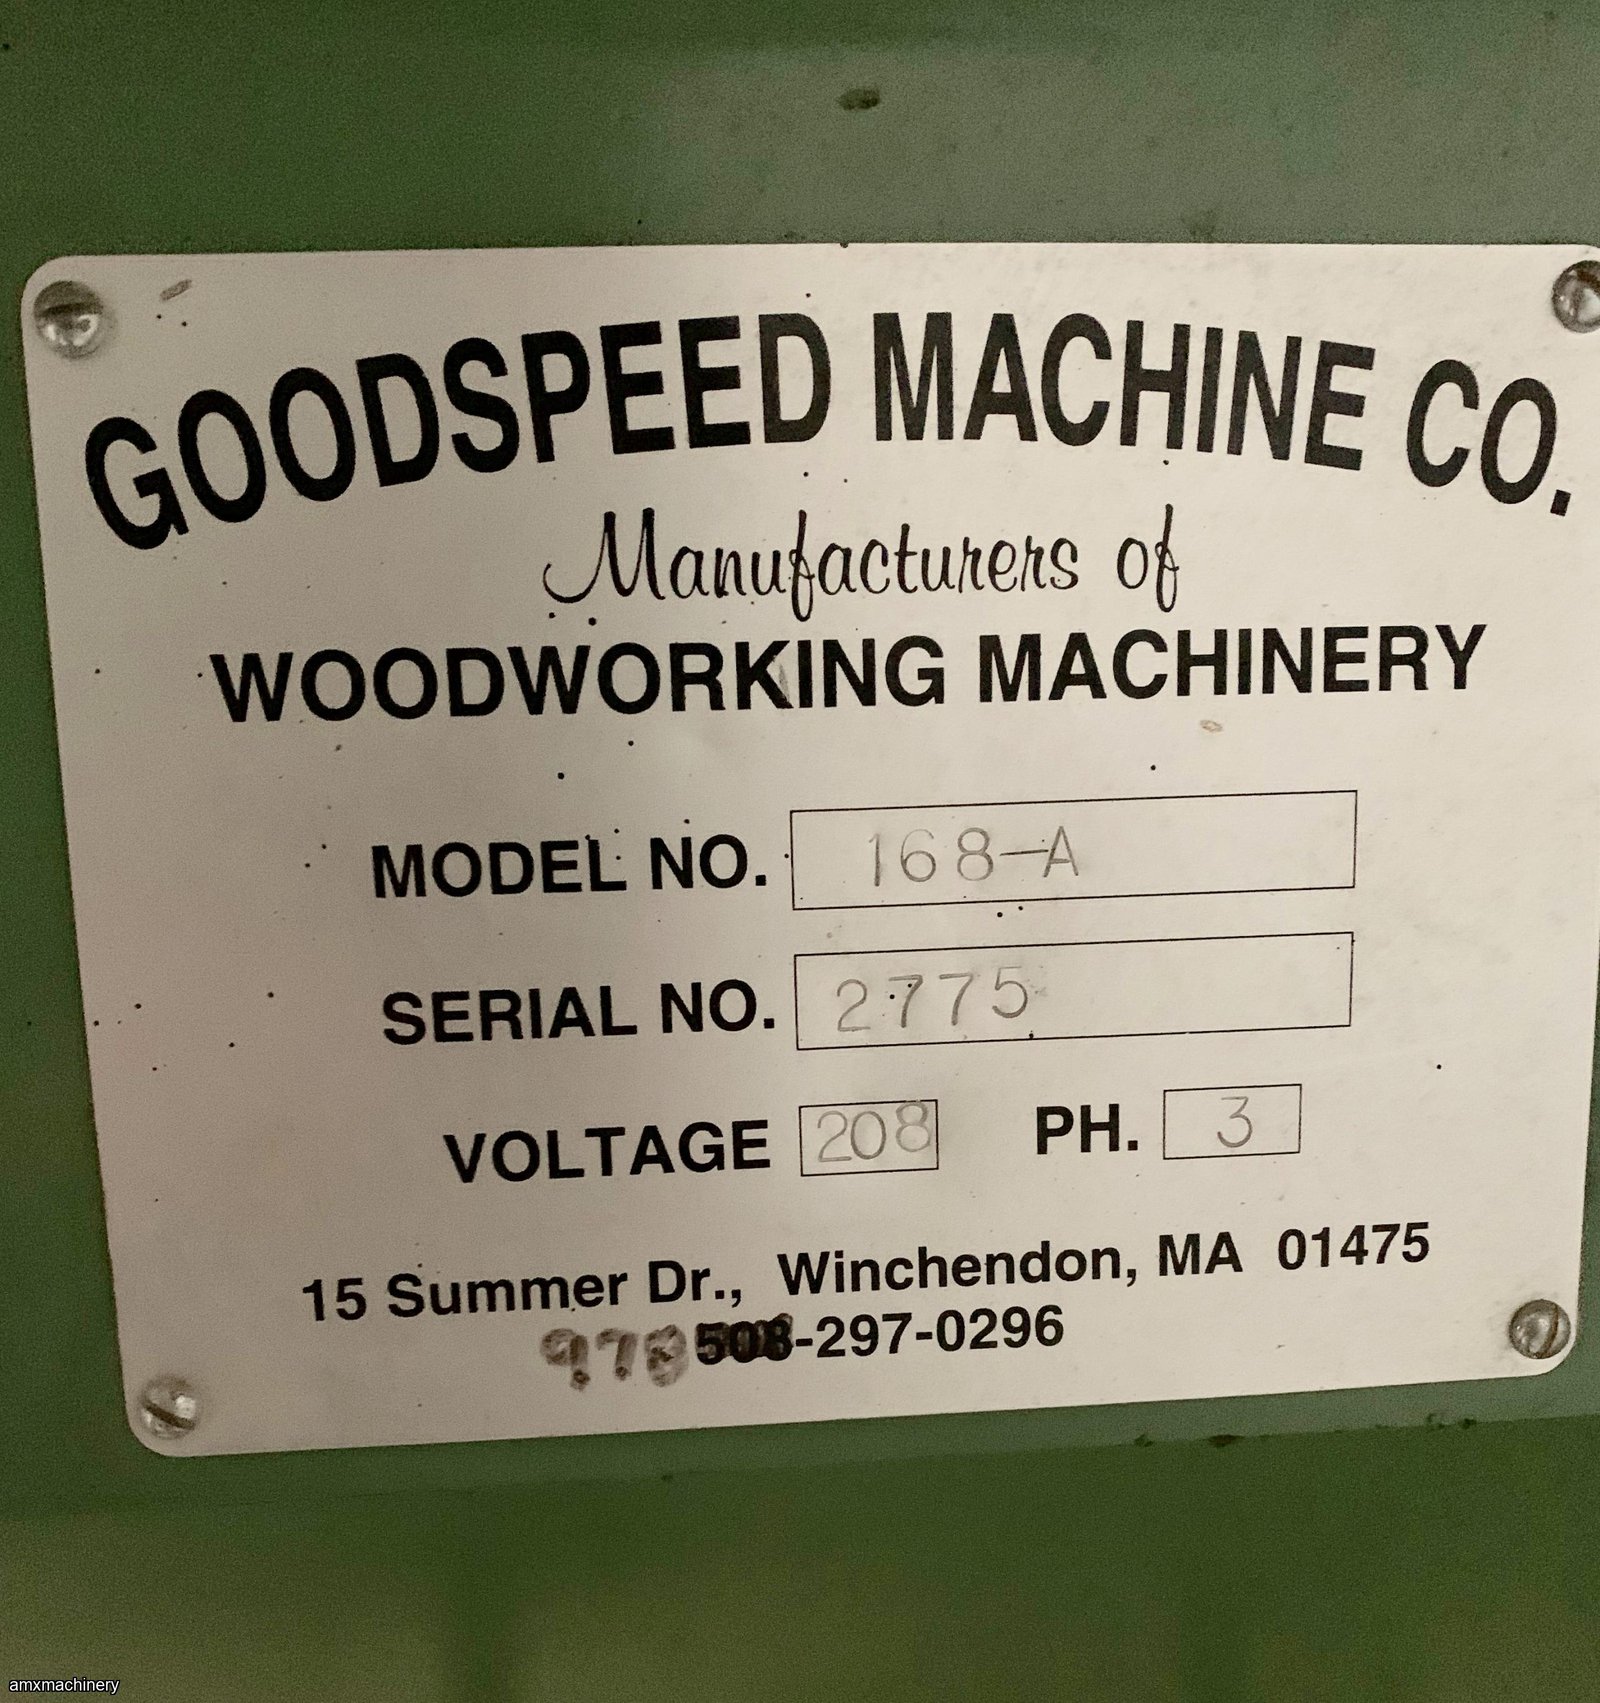 GOODSPEED MACHINE CO.
Manufacturers of
WOODWORKING MACHINERY
MODEL NO. 168-A
SERIAL NO. 2775
VOLTAGE 208 PH. 3
15 Summer Dr., Winchendon, MA 01475
978 508-297-0296
amxmachinery